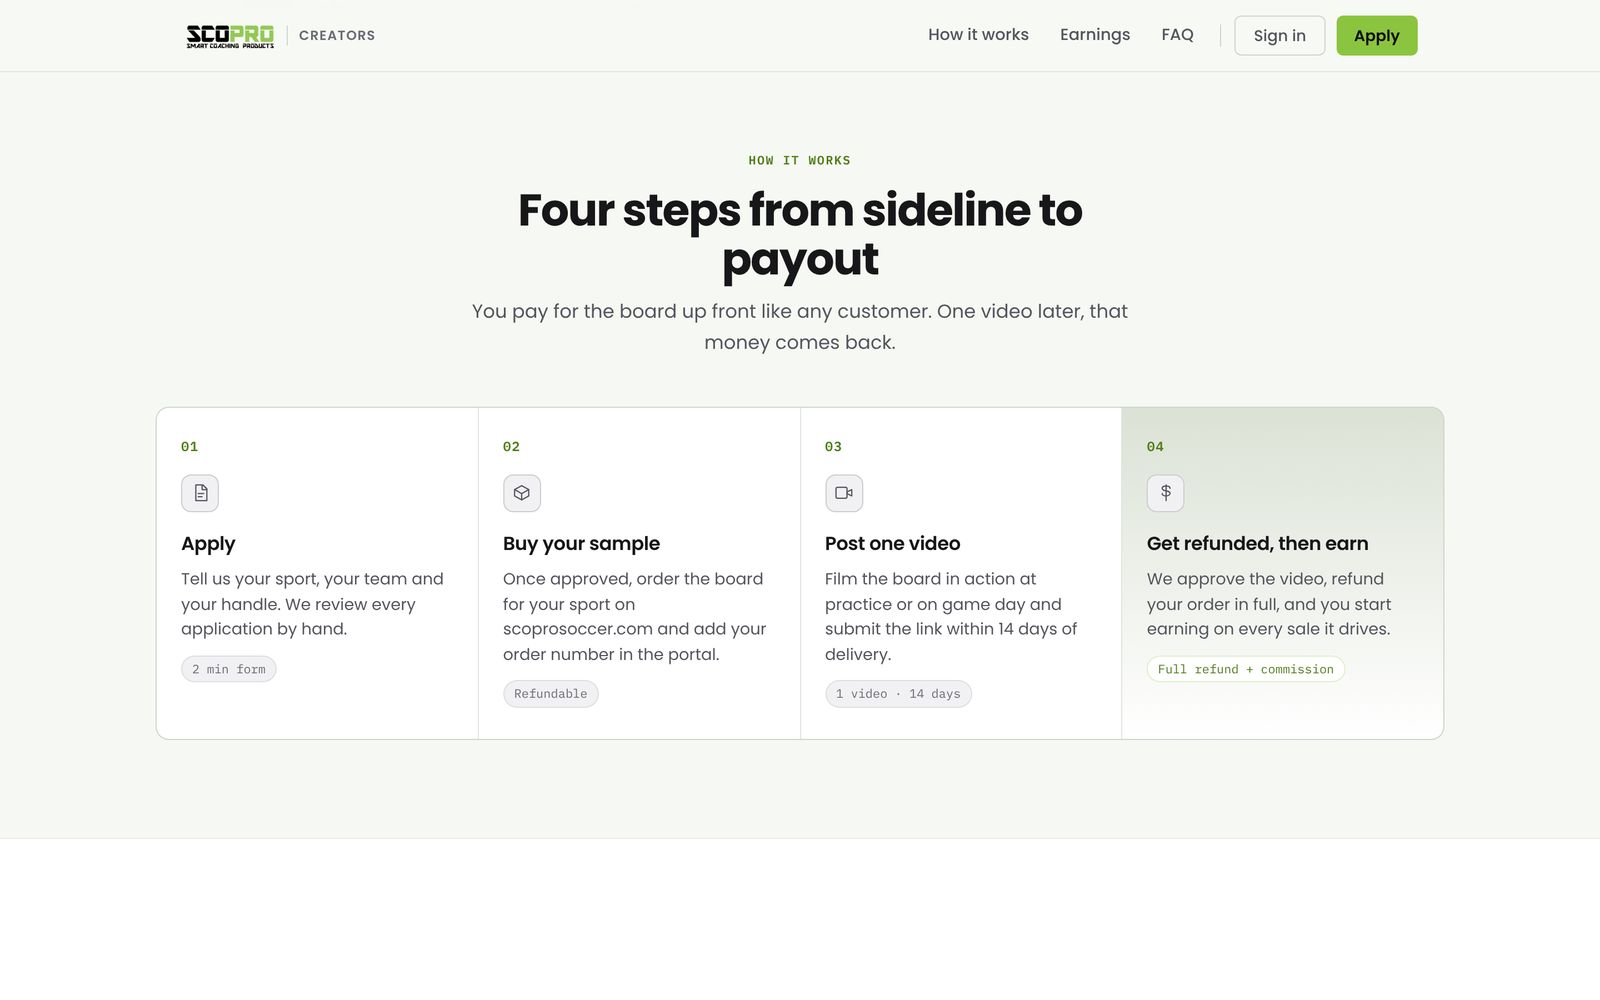 SCOPRO
SMART COACHING PRODUCTS
CREATORS
How it works
Earnings
FAQ
Sign in
Apply
HOW IT WORKS
Four steps from sideline to
payout
You pay for the board up front like any customer. One video later, that
money comes back.
01
Apply
Tell us your sport, your team and
your handle. We review every
application by hand.
2 min form
02
Buy your sample
Once approved, order the board
for your sport on
scoprosoccer.com and add your
order number in the portal.
Refundable
03
Post one video
Film the board in action at
practice or on game day and
submit the link within 14 days of
delivery.
1 video · 14 days
04
Get refunded, then earn
We approve the video, refund
your order in full, and you start
earning on every sale it drives.
Full refund + commission